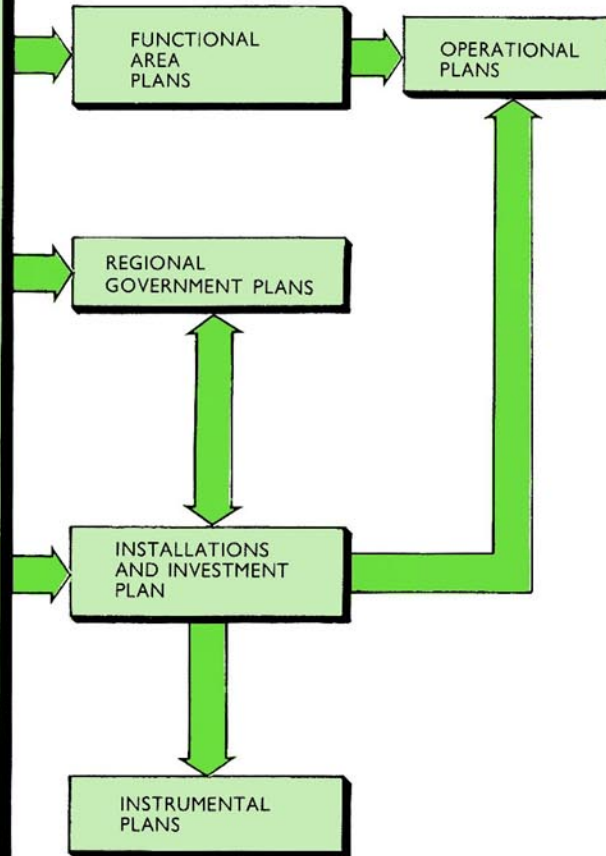 FUNCTIONAL
AREA
PLANS
OPERATIONAL
PLANS
REGIONAL
GOVERNMENT PLANS
INSTALLATIONS
AND INVESTMENT
PLAN
INSTRUMENTAL
PLANS